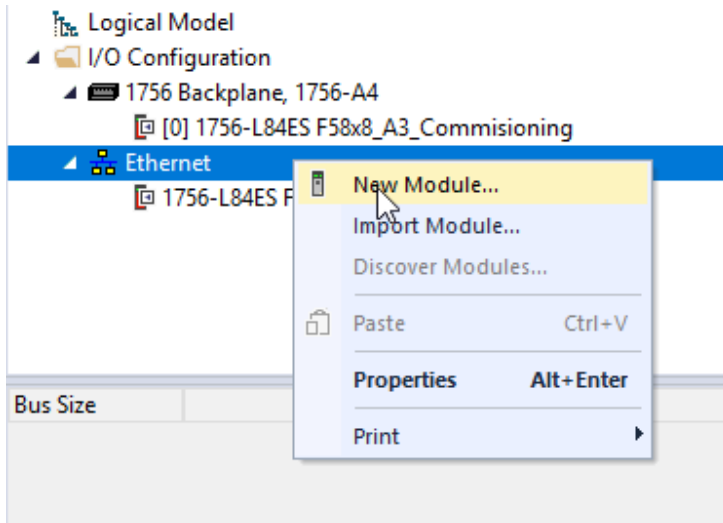 Logical Model
I/O Configuration
1756 Backplane, 1756-A4
[0] 1756-L84ES F58x8_A3_Commisioning
Ethernet
1756-L84ES F
New Module...
Import Module...
Discover Modules...
Paste Ctrl+V
Properties Alt+Enter
Print
Bus Size